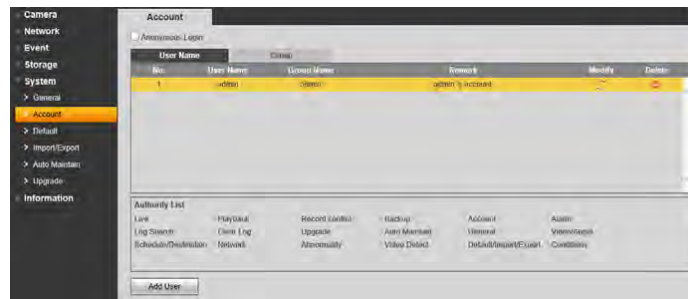 Camera
Network
Event
Storage
System
> General
> Account
> Default
> Import/Export
> Auto Maintain
> Upgrade
Information
Account
Anonymous Login
User Name Group
No. User Name Group Name Remark Modify Delete
1 admin admin admin 's account
Authority List
Live Playback Record control Backup Account Alarm
Log Search Clear Log Upgrade Auto Maintain General Video/Audio
Schedule/Destination Network Abnormality Video Detect Default/Import/Export Conditions
Add User